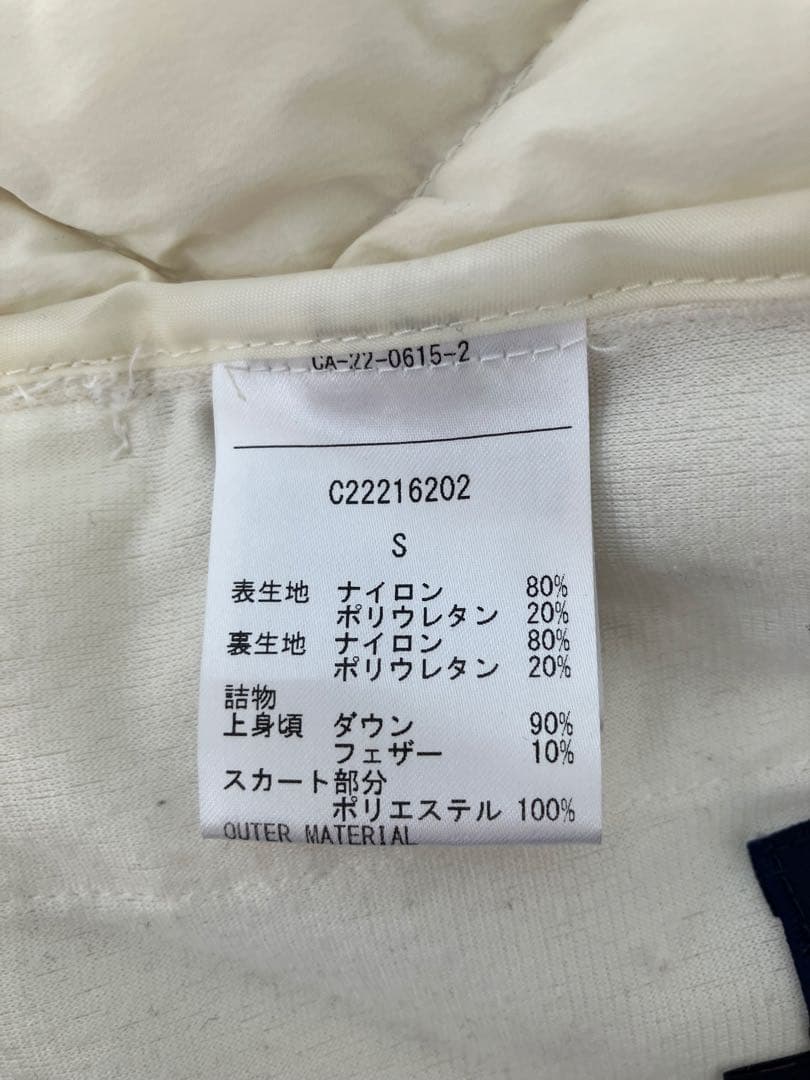 CA-22-0615-2
C22216202
S
表生地 ナイロン 80%
ポリウレタン 20%
裏生地 ナイロン 80%
ポリウレタン 20%
詰物
上身頃 ダウン 90%
フェザー 10%
スカート部分
ポリエステル 100%
OUTER MATERIAL